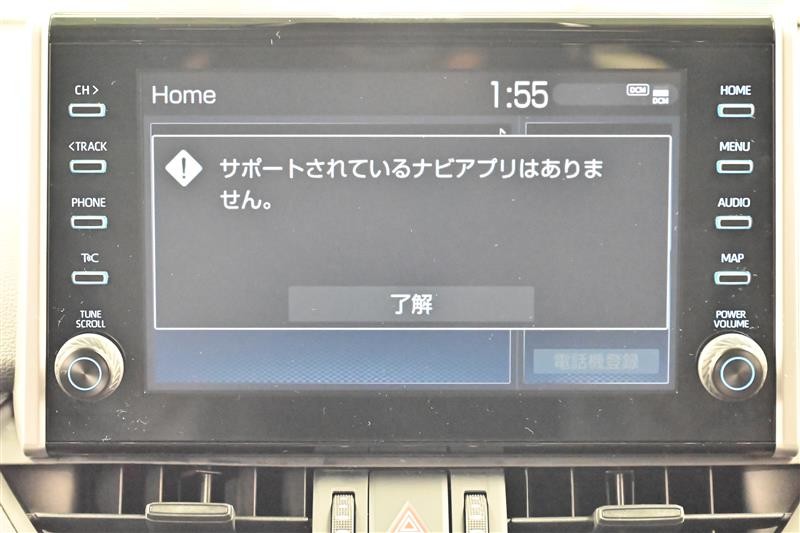 CH >
HOME
Home
1:55
DCM
DCM
< TRACK
MENU
サポートされているナビアプリはありま
せん。
PHONE
AUDIO
T&C
MAP
了解
TUNE
SCROLL
POWER
VOLUME
電話機登録